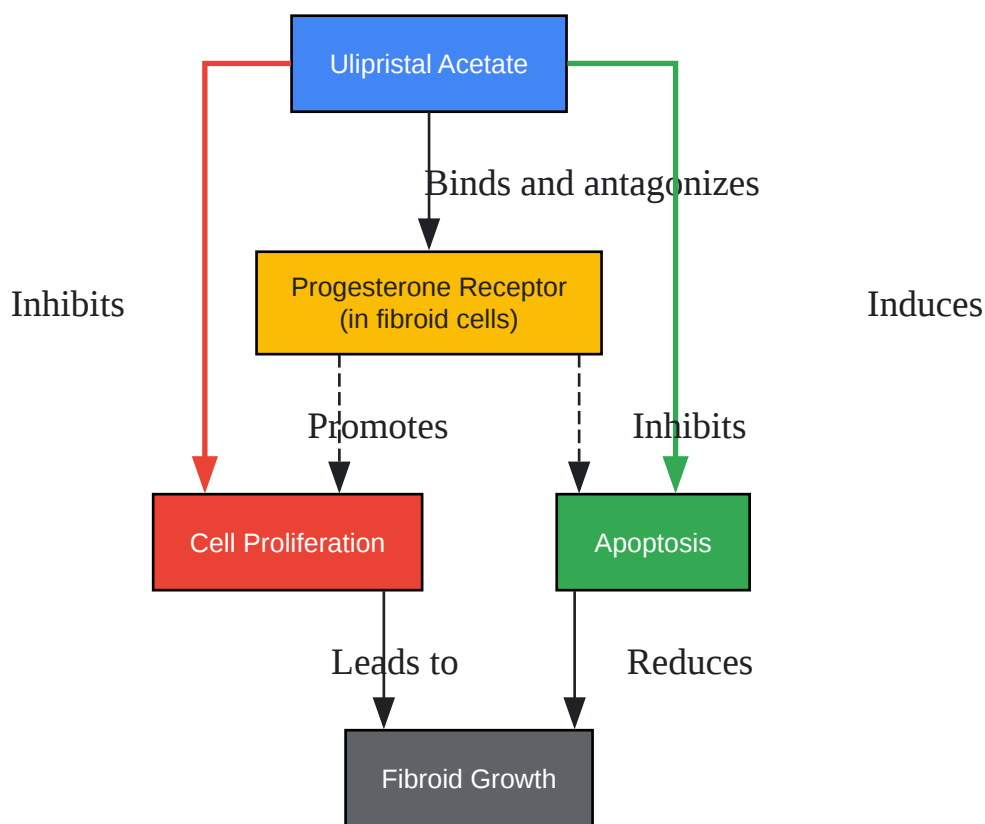 Ulipristal Acetate
Binds and antagonizes
Progesterone Receptor
(in fibroid cells)
Inhibits
Induces
Promotes
Inhibits
Cell Proliferation
Apoptosis
Leads to
Reduces
Fibroid Growth